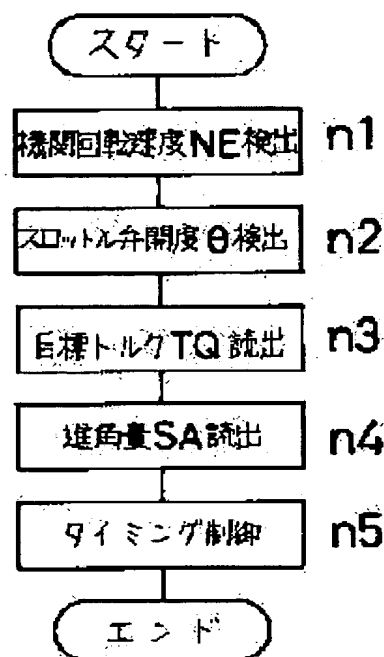 スタート
機関回転速度NE検出 n1
スロットル弁開度θ検出 n2
目標トルクTQ読出 n3
進角量SA読出 n4
タイミング制御 n5
エンド